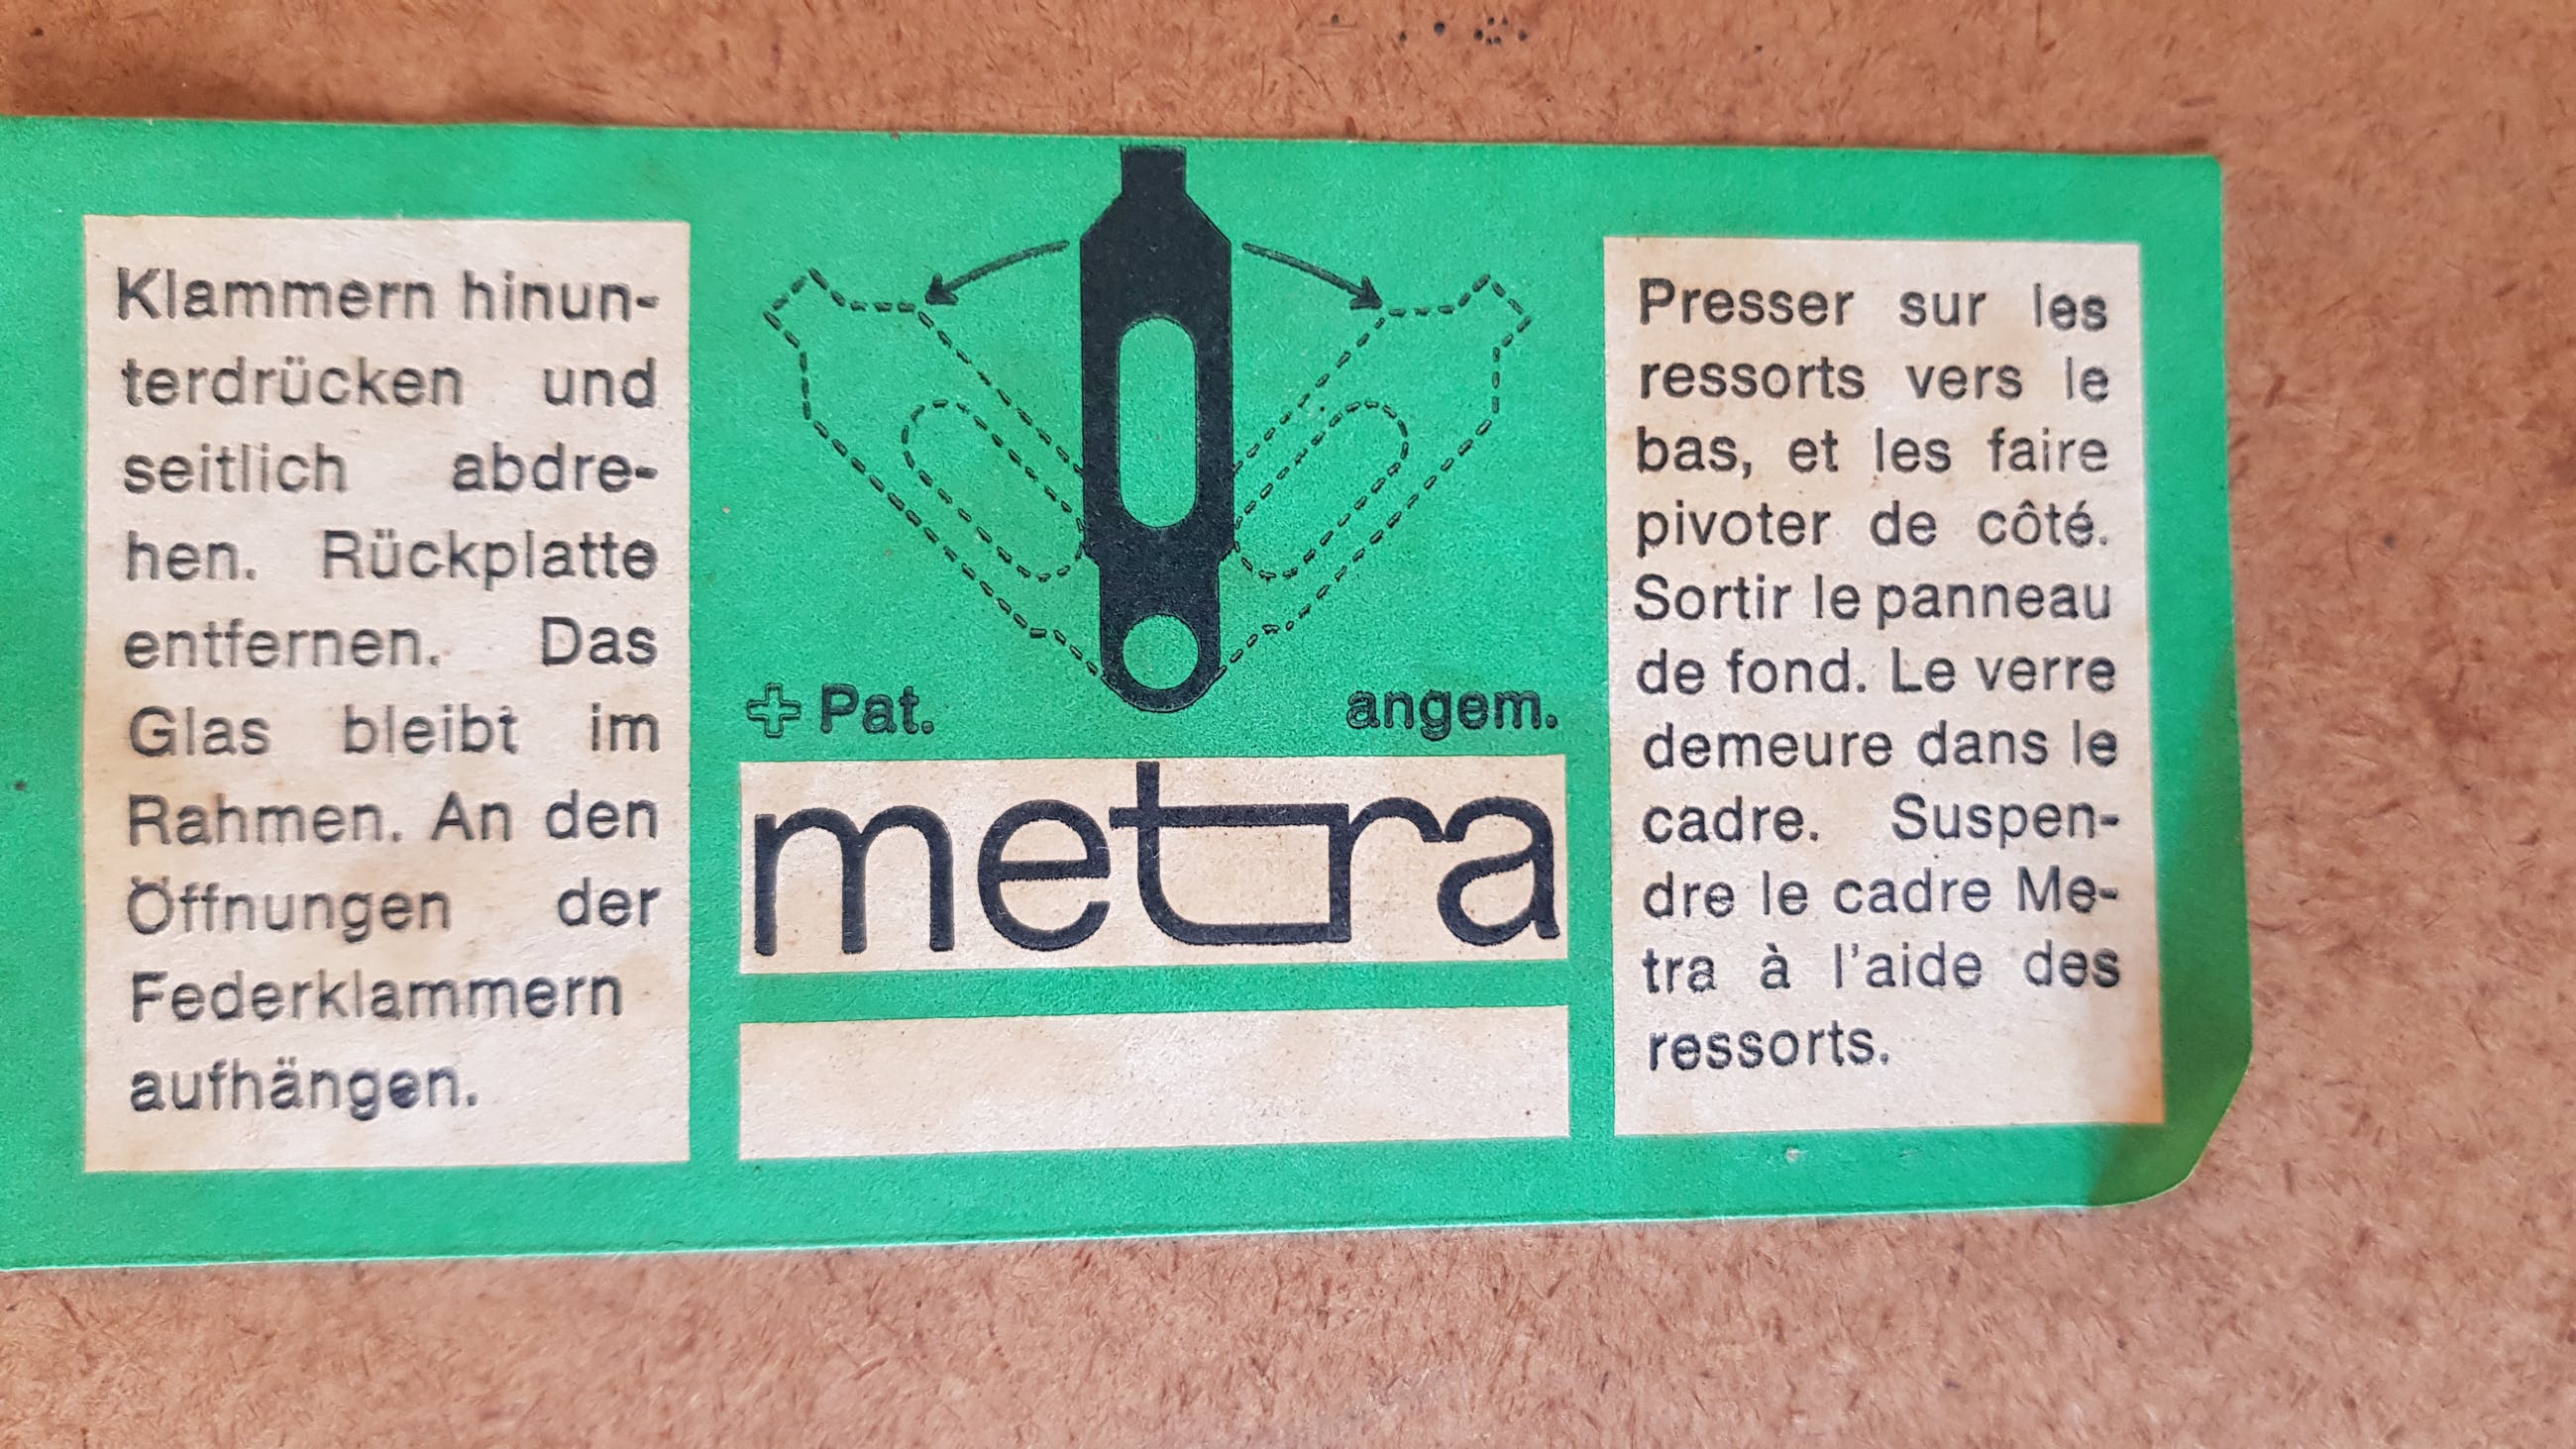 Klammern hinun-
terdrücken und
seitlich abdre-
hen. Rückplatte
entfernen. Das
Glas bleibt im
Rahmen. An den
Öffnungen der
Federklammern
aufhängen.
+ Pat. angem.
metra
Presser sur les
ressorts vers le
bas, et les faire
pivoter de côté.
Sortir le panneau
de fond. Le verre
demeure dans le
cadre. Suspen-
dre le cadre Me-
tra à l'aide des
ressorts.